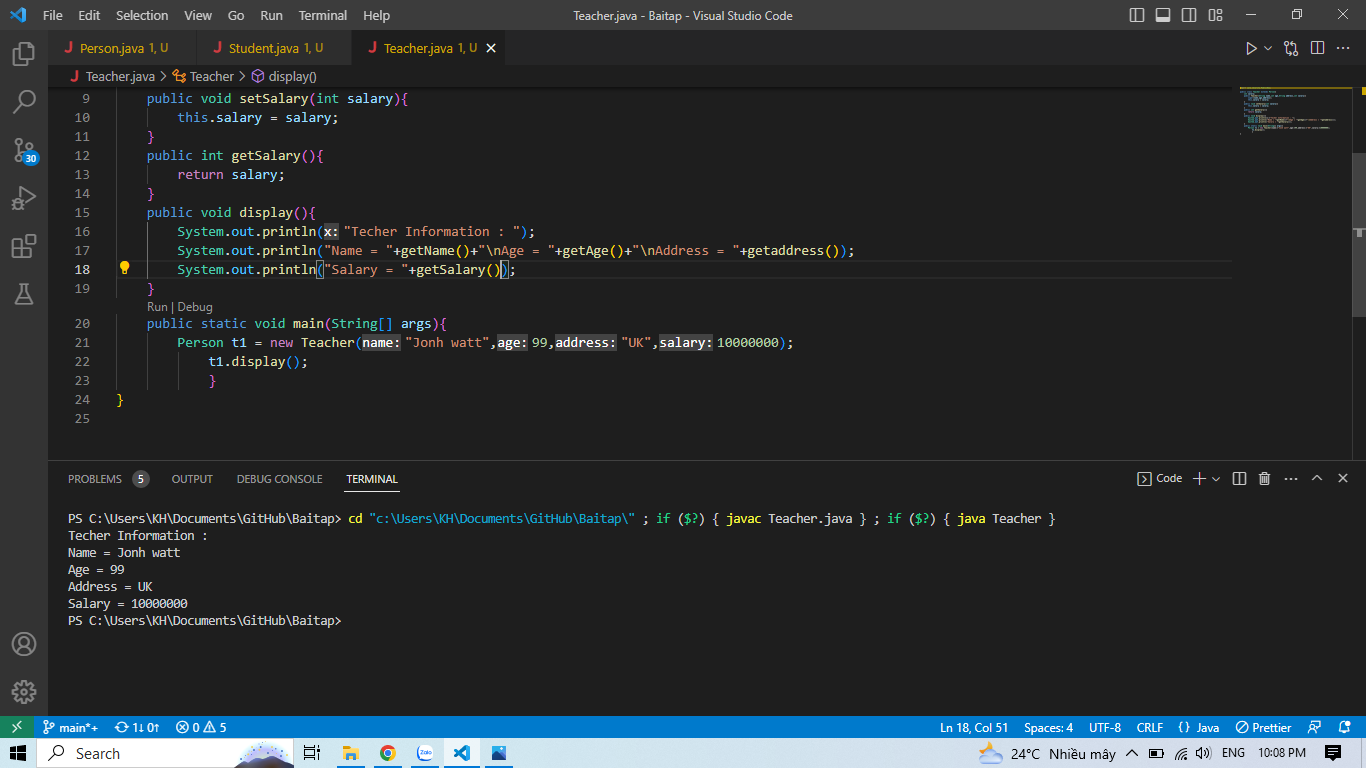 File Edit Selection View Go Run Terminal Help Teacher.java - Baitap - Visual Studio Code
Person.java 1, U Student.java 1, U Teacher.java 1, U
Teacher.java > Teacher > display()
9 public void setSalary(int salary){
10 this.salary = salary;
11 }
12 public int getSalary(){
13 return salary;
14 }
15 public void display(){
16 System.out.println(x: "Techer Information : ");
17 System.out.println("Name = "+getName()+"\nAge = "+getAge()+"\nAddress = "+getaddress());
18 System.out.println("Salary = "+getSalary());
19 }
Run | Debug
20 public static void main(String[] args){
21 Person t1 = new Teacher(name: "Jonh watt",age: 99,address: "UK",salary: 10000000);
22 t1.display();
23 }
24 }
25
30
PROBLEMS 5 OUTPUT DEBUG CONSOLE TERMINAL Code
PS C:\Users\KH\Documents\GitHub\Baitap> cd "c:\Users\KH\Documents\GitHub\Baitap\" ; if ($?) { javac Teacher.java } ; if ($?) { java Teacher }
Techer Information :
Name = Jonh watt
Age = 99
Address = UK
Salary = 10000000
PS C:\Users\KH\Documents\GitHub\Baitap>
main*+ 1↓ 0↑ 0 5 Ln 18, Col 51 Spaces: 4 UTF-8 CRLF { } Java Prettier
Search Zalo 24°C Nhiều mây ENG 10:08 PM